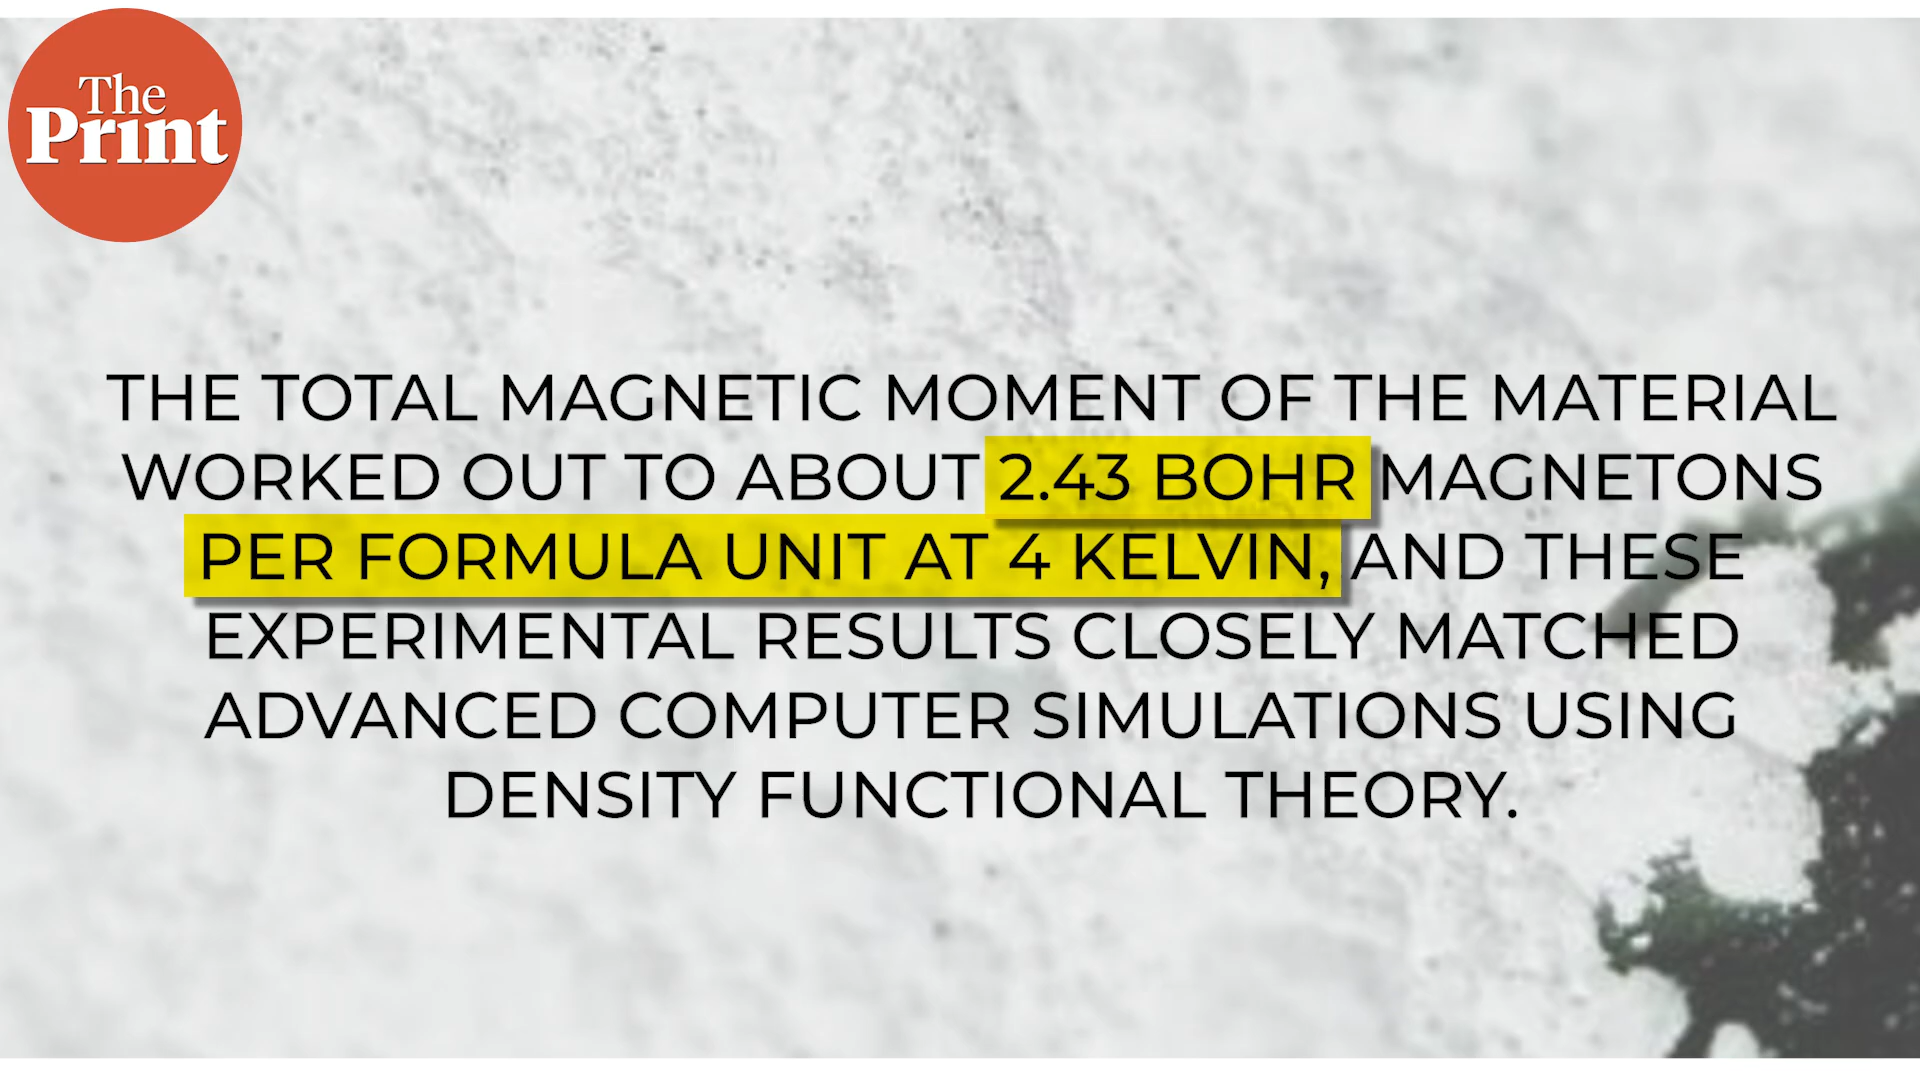 The
Print
THE TOTAL MAGNETIC MOMENT OF THE MATERIAL
WORKED OUT TO ABOUT 2.43 BOHR MAGNETONS
PER FORMULA UNIT AT 4 KELVIN, AND THESE
EXPERIMENTAL RESULTS CLOSELY MATCHED
ADVANCED COMPUTER SIMULATIONS USING
DENSITY FUNCTIONAL THEORY.